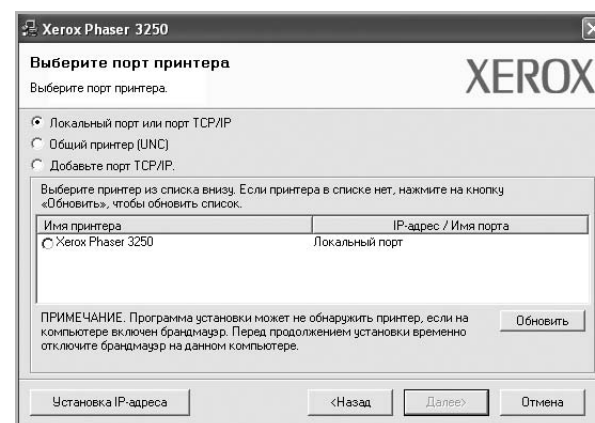 Xerox Phaser 3250
Выберите порт принтера
Выберите порт принтера.
XEROX
Локальный порт или порт TCP/IP
Общий принтер (UNC)
Добавьте порт TCP/IP.
Выберите принтер из списка внизу. Если принтера в списке нет, нажмите на кнопку
«Обновить», чтобы обновить список.
Имя принтера IP-адрес / Имя порта
Xerox Phaser 3250 Локальный порт
ПРИМЕЧАНИЕ. Программа установки может не обнаружить принтер, если на
компьютере включен брандмауэр. Перед продолжением установки временно
отключите брандмауэр на данном компьютере.
Обновить
Установка IP-адреса <Назад Далее> Отмена